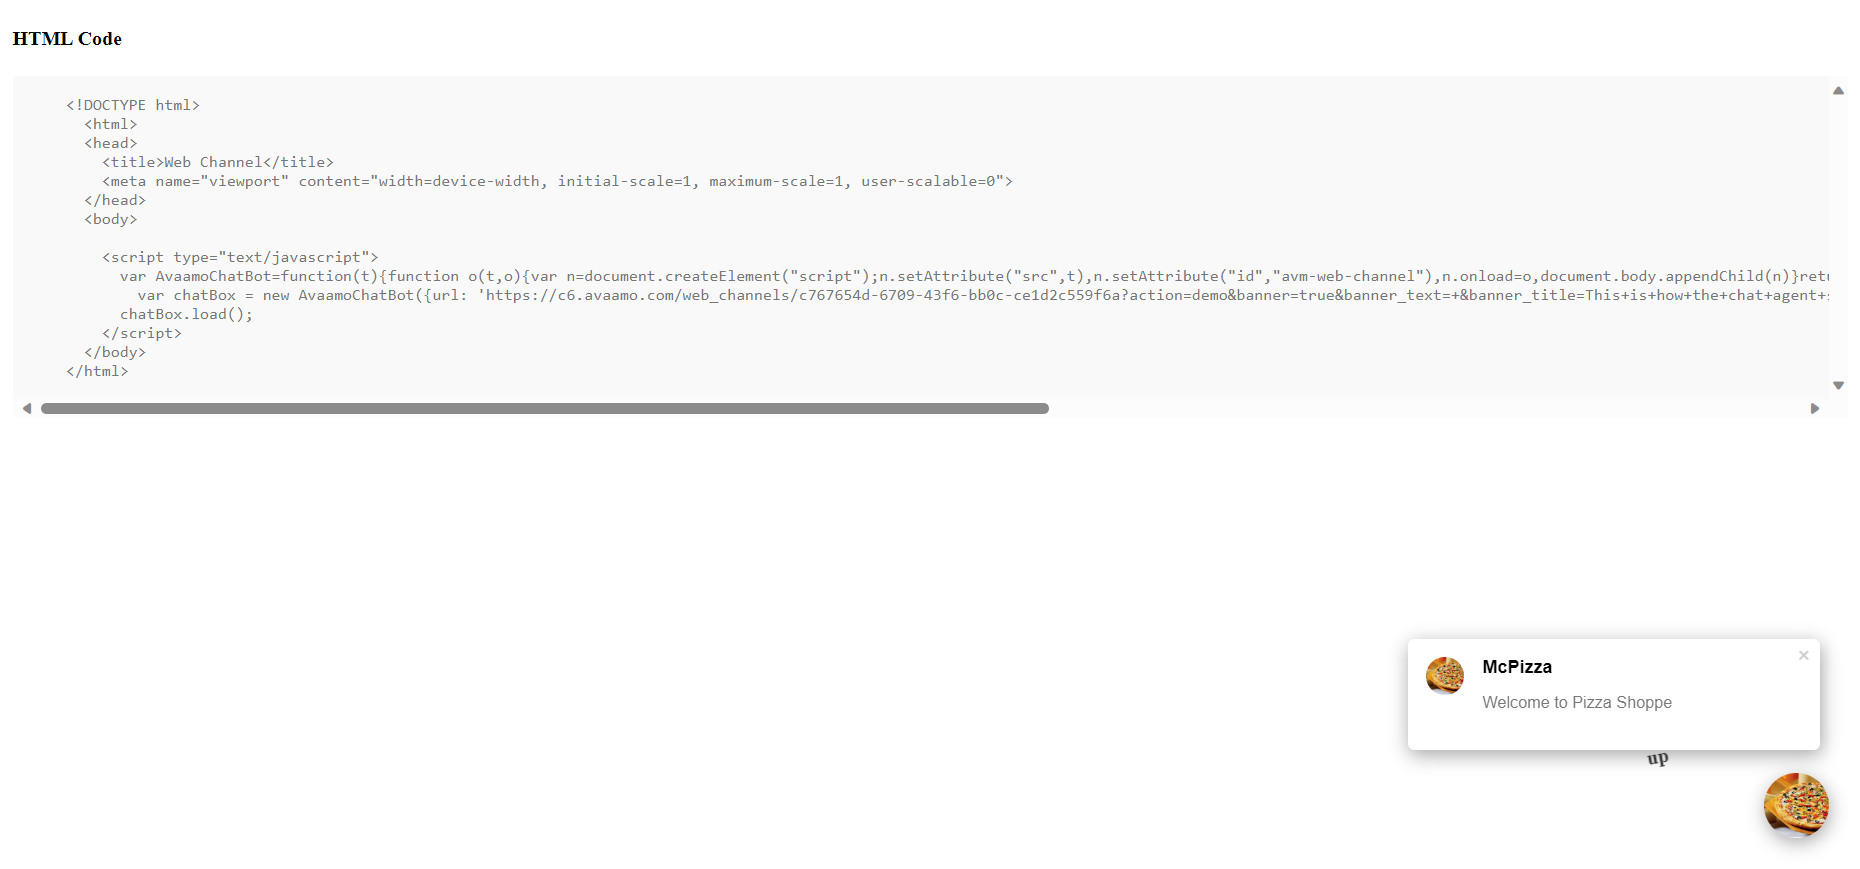 HTML Code
<!DOCTYPE html>
<html>
<head>
<title>Web Channel</title>
<meta name="viewport" content="width=device-width, initial-scale=1, maximum-scale=1, user-scalable=0">
</head>
<body>
<script type="text/javascript">
var AvaamoChatBot=function(t){function o(t,o){var n=document.createElement("script");n.setAttribute("src",t),n.setAttribute("id","avm-web-channel"),n.onload=o,document.body.appendChild(n)}retu
var chatBox = new AvaamoChatBot({url: 'https://c6.avaamo.com/web_channels/c767654d-6709-43f6-bb0c-ce1d2c559f6a?action=demo&banner=true&banner_text=+&banner_title=This+is+how+the+chat+agent+s
chatBox.load();
</script>
</body>
</html>
McPizza
×
Welcome to Pizza Shoppe
up